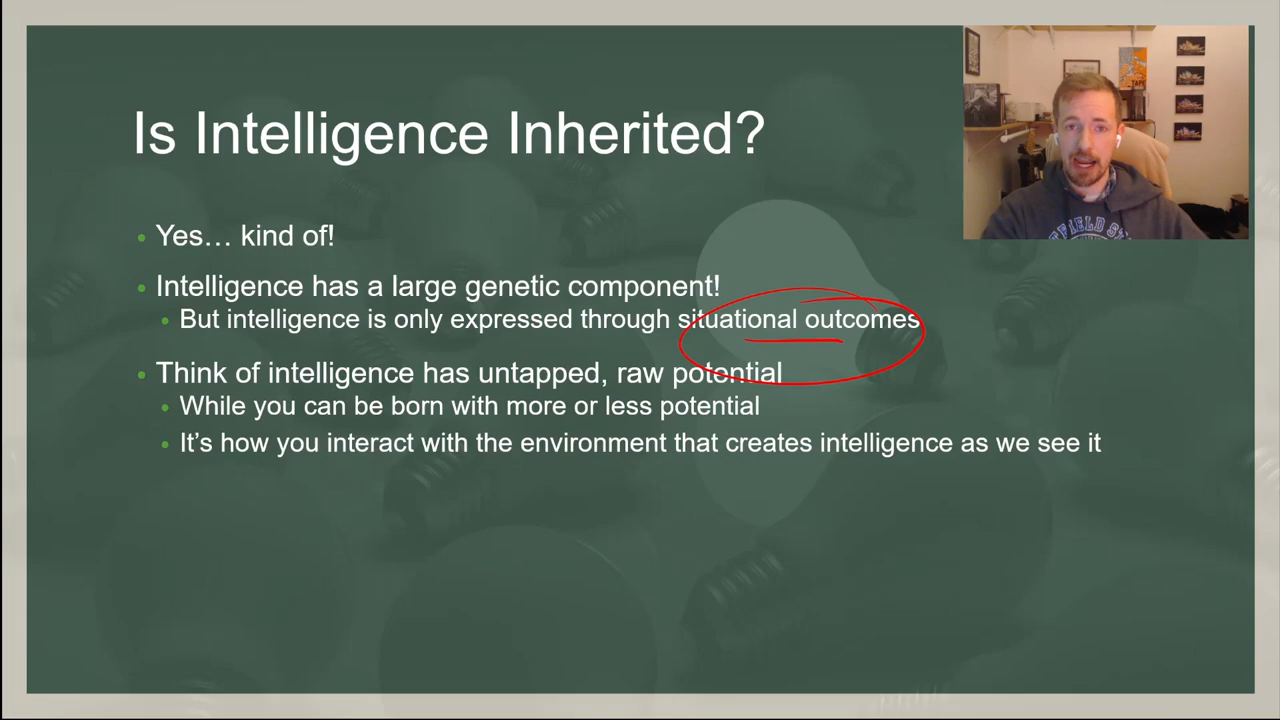 Is Intelligence Inherited?
Yes… kind of!
Intelligence has a large genetic component!
But intelligence is only expressed through situational outcomes
Think of intelligence has untapped, raw potential
While you can be born with more or less potential
It's how you interact with the environment that creates intelligence as we see it